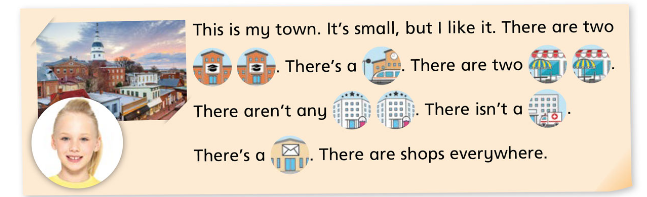 This is my town. It's small, but I like it. There are two
. There's a . There are two .
There aren't any . There isn't a .
There's a . There are shops everywhere.